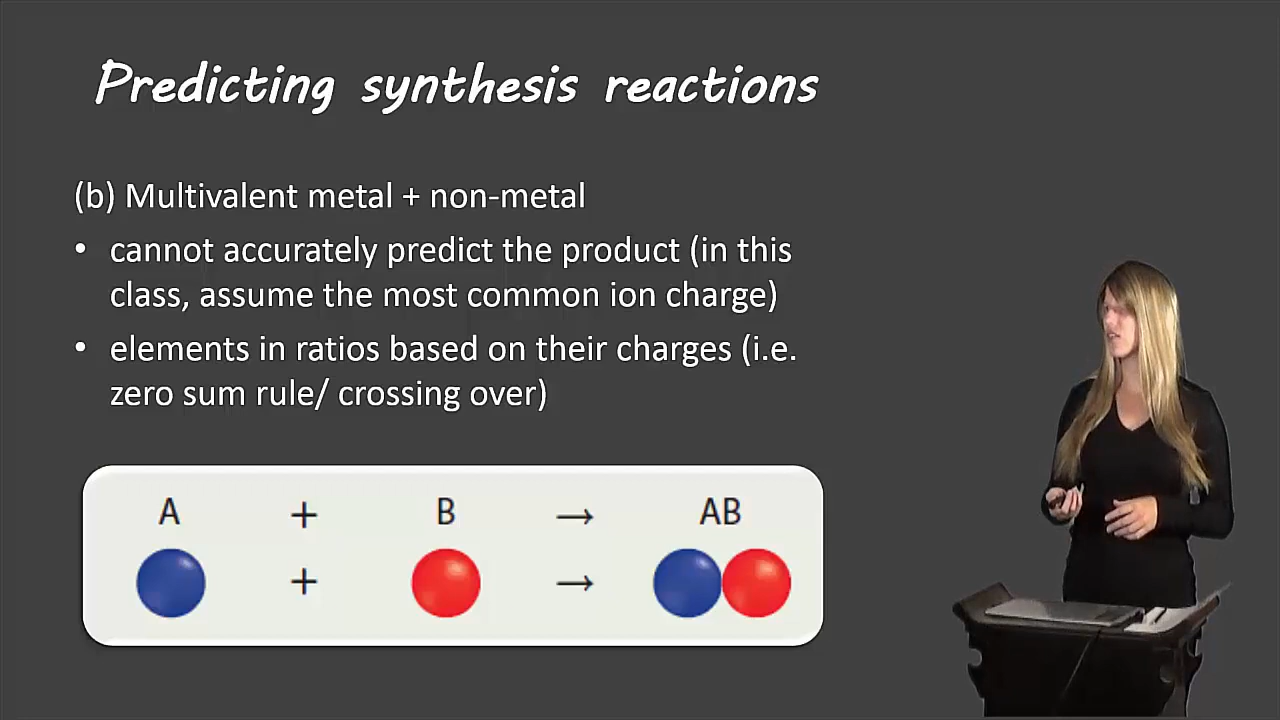 Predicting synthesis reactions
(b) Multivalent metal + non-metal
• cannot accurately predict the product (in this
class, assume the most common ion charge)
• elements in ratios based on their charges (i.e.
zero sum rule/ crossing over)
A + B → AB
+ →